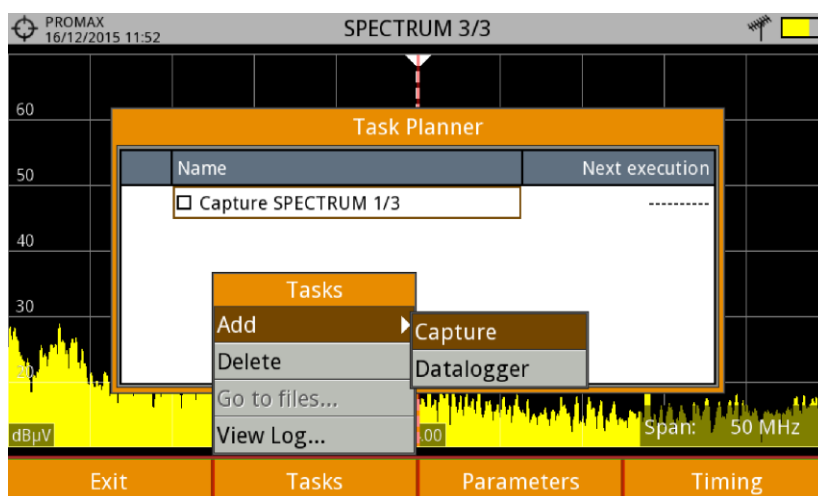 PROMAX
16/12/2015 11:52
SPECTRUM 3/3
60
Task Planner
50
Name
Next execution
Capture SPECTRUM 1/3
----------
40
Tasks
30
Add
Capture
Delete
Datalogger
20
Go to files...
View Log...
dBµV
.00
Span: 50 MHz
Exit
Tasks
Parameters
Timing